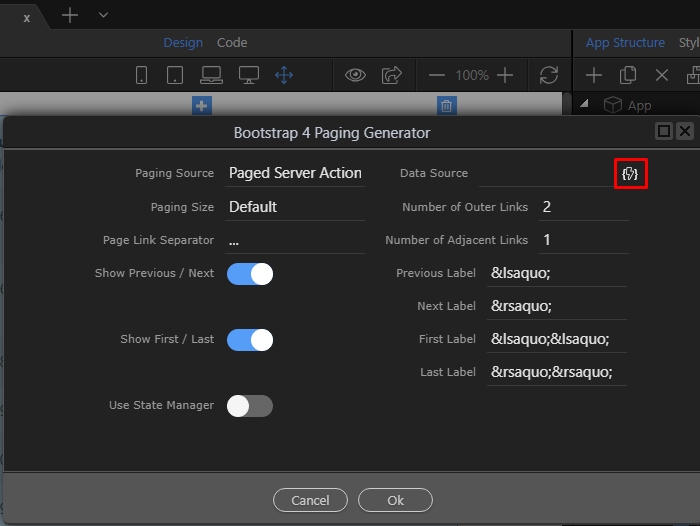 x
Design Code
App Structure Styl
100%
App
Bootstrap 4 Paging Generator
Paging Source Paged Server Action Data Source
Paging Size Default Number of Outer Links 2
Page Link Separator ... Number of Adjacent Links 1
Show Previous / Next Previous Label &lsaquo;
Next Label &rsaquo;
Show First / Last First Label &lsaquo;&lsaquo;
Last Label &rsaquo;&rsaquo;
Use State Manager
Cancel Ok